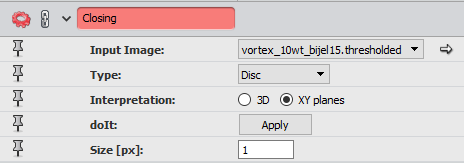 Closing
Input Image: vortex_10wt_bijel15.thresholded
Type: Disc
Interpretation: 3D XY planes
doIt: Apply
Size [px]: 1